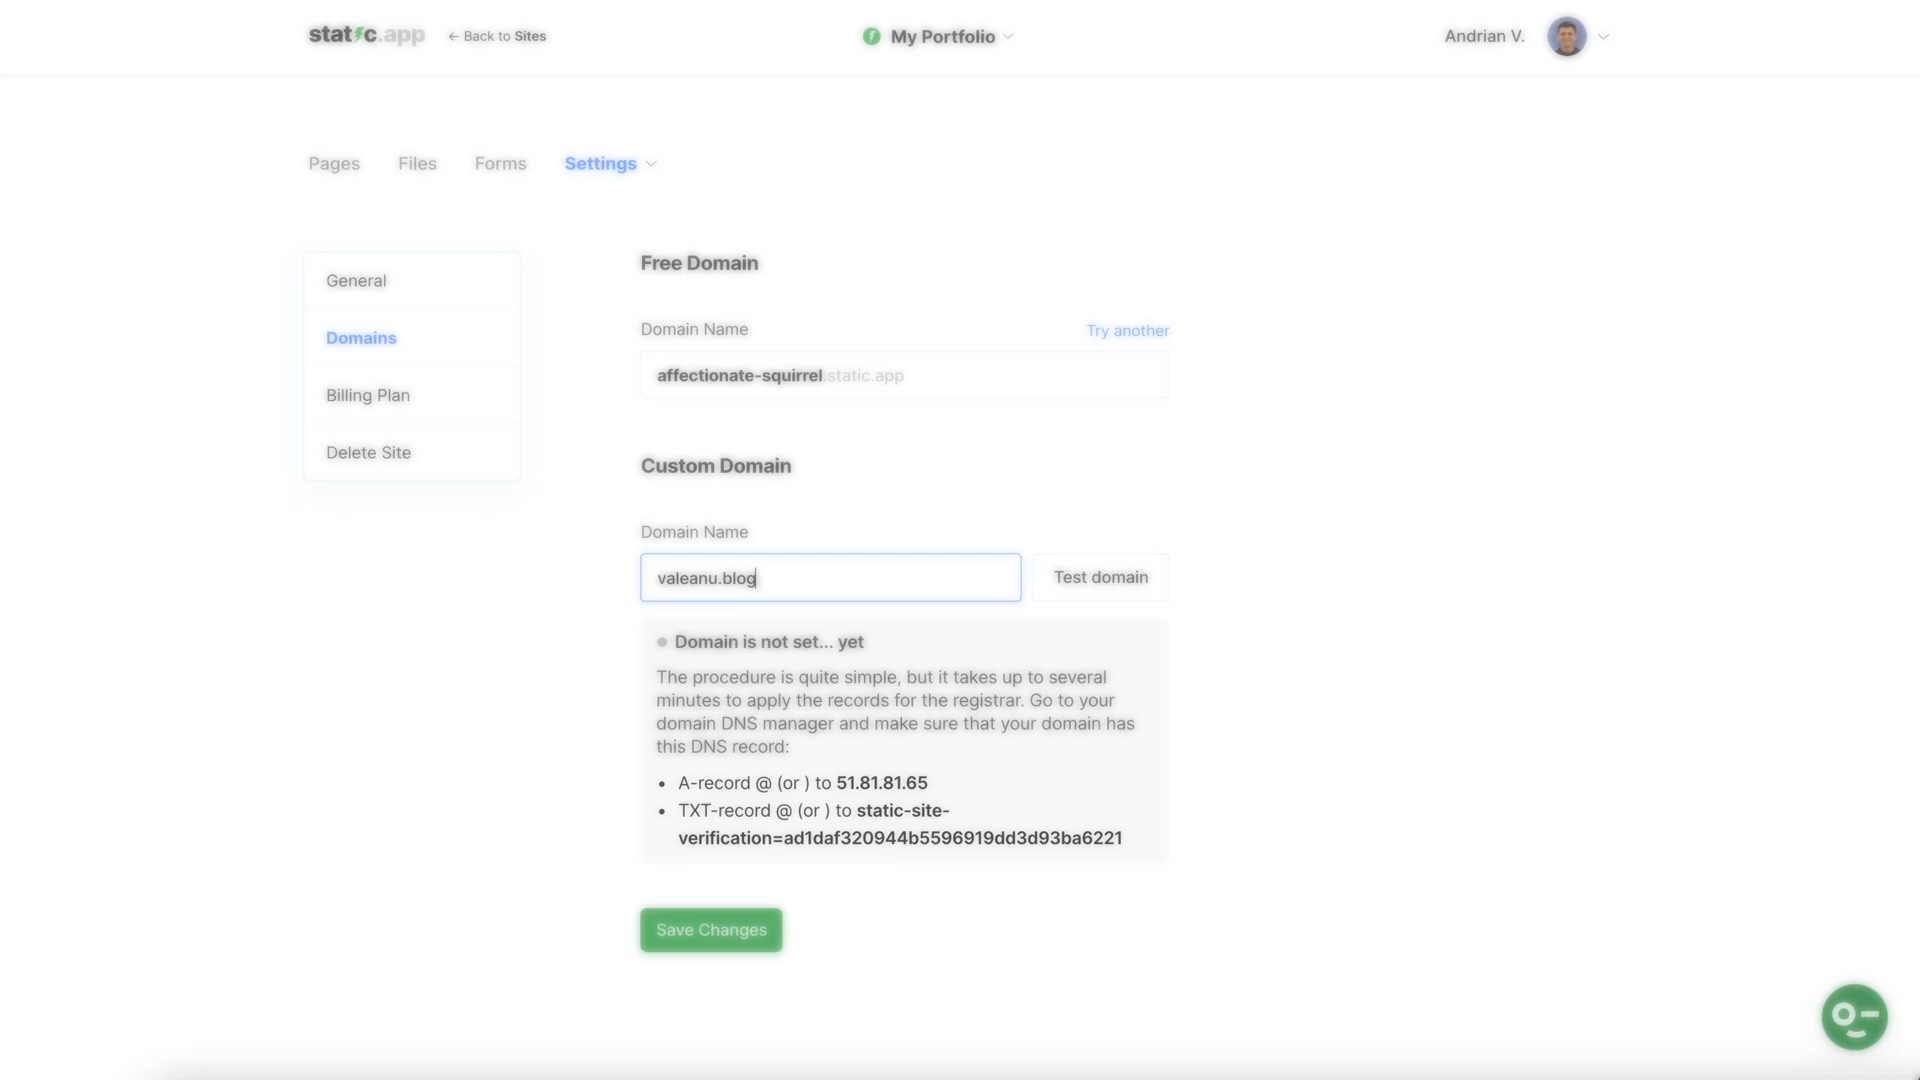 static.app
← Back to Sites
My Portfolio
Andrian V.
Pages
Files
Forms
Settings
General
Domains
Billing Plan
Delete Site
Free Domain
Domain Name
Try another
affectionate-squirrel.static.app
Custom Domain
Domain Name
valeanu.blog
Test domain
Domain is not set... yet
The procedure is quite simple, but it takes up to several
minutes to apply the records for the registrar. Go to your
domain DNS manager and make sure that your domain has
this DNS record:
• A-record @ (or ) to 51.81.81.65
• TXT-record @ (or ) to static-site-
verification=ad1daf320944b5596919dd3d93ba6221
Save Changes